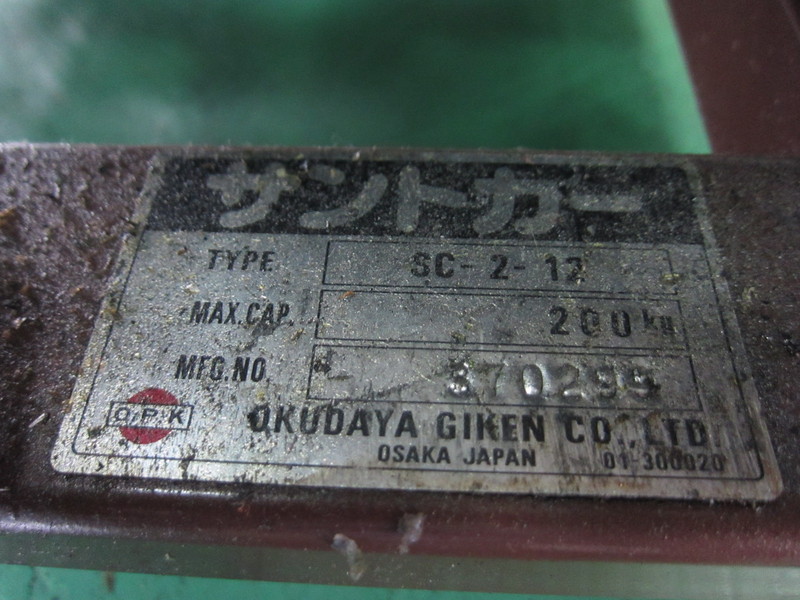 サントカー
TYPE SC-2-12
MAX.CAP. 200kg
MFG.NO. 370295
O.P.K
OKUDAYA GIKEN CO.,LTD.
OSAKA JAPAN 01-300020